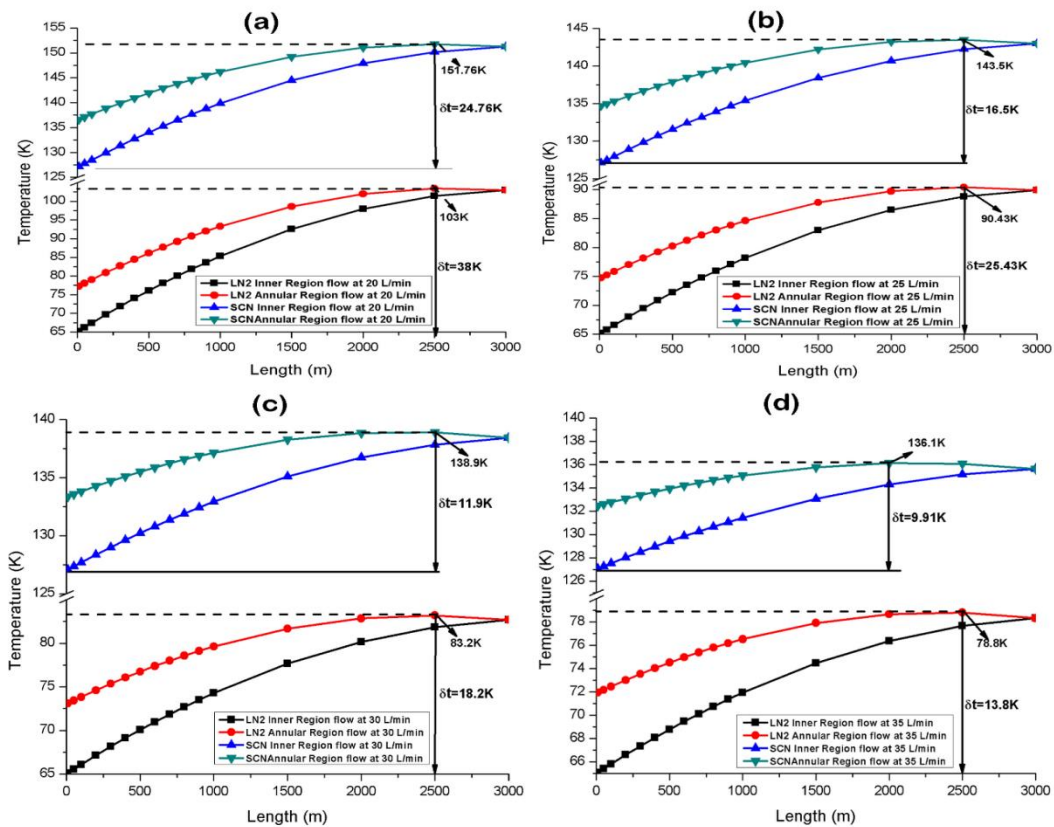 (a)
Temperature (K)
155
150
145
140
135
130
125
100
95
90
85
80
75
70
65
151.76K
δt=24.76K
103K
δt=38K
LN2 Inner Region flow at 20 L/min
LN2 Annular Region flow at 20 L/min
SCN Inner Region flow at 20 L/min
SCNAnnular Region flow at 20 L/min
0 500 1000 1500 2000 2500 3000
Length (m)
(b)
Temperature (K)
145
140
135
130
125
90
85
80
75
70
65
143.5K
δt=16.5K
90.43K
δt=25.43K
LN2 Inner Region flow at 25 L/min
LN2 Annular Region flow at 25 L/min
SCN Inner Region flow at 25 L/min
SCNAnnular Region flow at 25 L/min
0 500 1000 1500 2000 2500 3000
Length (m)
(c)
Temperature (K)
140
135
130
125
80
75
70
65
138.9K
δt=11.9K
83.2K
δt=18.2K
LN2 Inner Region flow at 30 L/min
LN2 Annular Region flow at 30 L/min
SCN Inner Region flow at 30 L/min
SCNAnnular Region flow at 30 L/min
0 500 1000 1500 2000 2500 3000
Length (m)
(d)
Temperature (K)
138
136
134
132
130
128
126
78
76
74
72
70
68
66
136.1K
δt=9.91K
78.8K
δt=13.8K
LN2 Inner Region flow at 35 L/min
LN2 Annular Region flow at 35 L/min
SCN Inner Region flow at 35 L/min
SCNAnnular Region flow at 35 L/min
0 500 1000 1500 2000 2500 3000
Length (m)